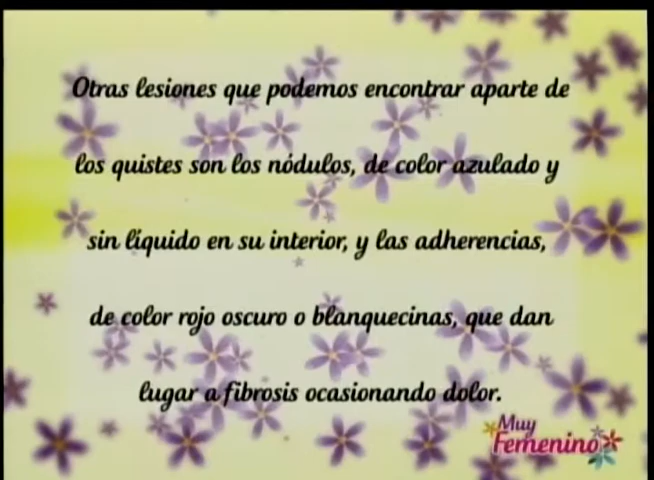 Otras lesiones que podemos encontrar aparte de
los quistes son los nódulos, de color azulado y
sin líquido en su interior, y las adherencias,
de color rojo oscuro o blanquecinas, que dan
lugar a fibrosis ocasionando dolor.
Muy
Femenino